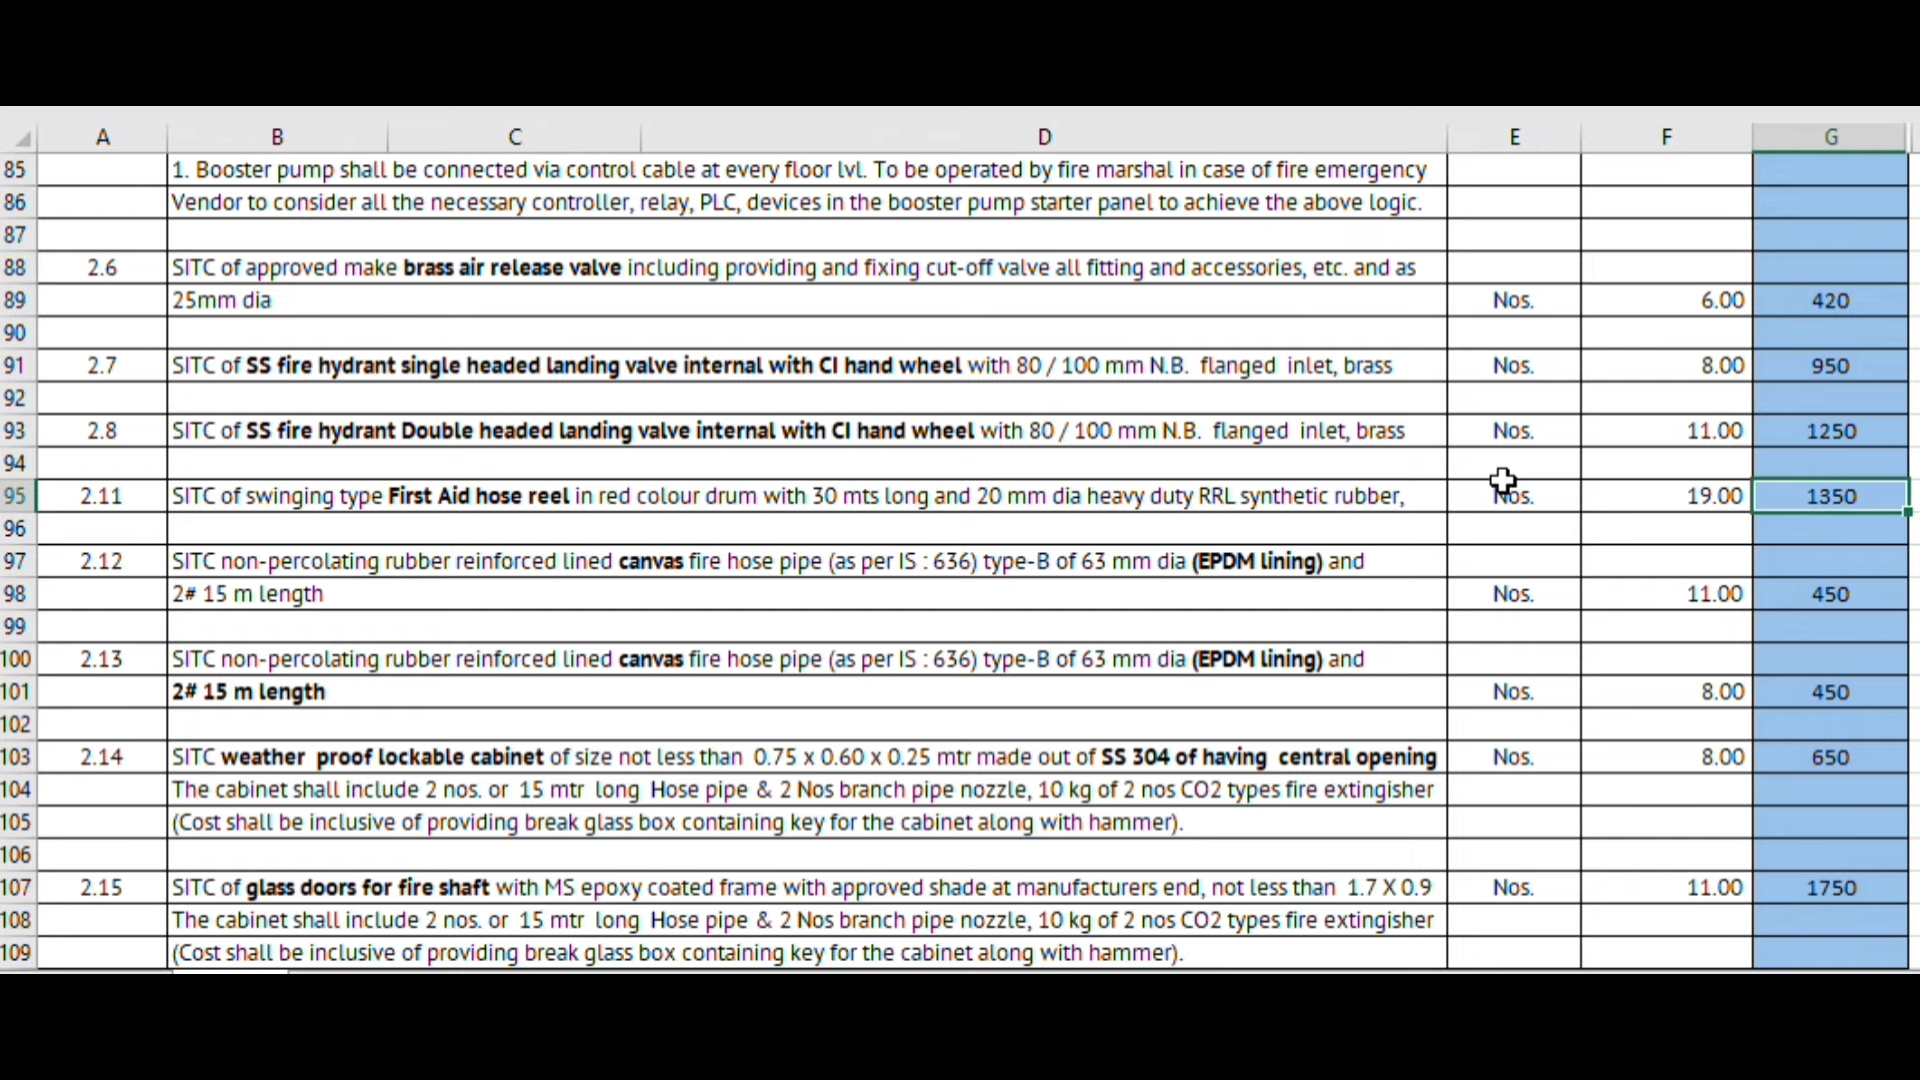 A B C D E F G
85 1. Booster pump shall be connected via control cable at every floor lvl. To be operated by fire marshal in case of fire emergency
86 Vendor to consider all the necessary controller, relay, PLC, devices in the booster pump starter panel to achieve the above logic.
87
88 2.6 SITC of approved make brass air release valve including providing and fixing cut-off valve all fitting and accessories, etc. and as
89 25mm dia Nos. 6.00 420
90
91 2.7 SITC of SS fire hydrant single headed landing valve internal with CI hand wheel with 80 / 100 mm N.B. flanged inlet, brass Nos. 8.00 950
92
93 2.8 SITC of SS fire hydrant Double headed landing valve internal with CI hand wheel with 80 / 100 mm N.B. flanged inlet, brass Nos. 11.00 1250
94
95 2.11 SITC of swinging type First Aid hose reel in red colour drum with 30 mts long and 20 mm dia heavy duty RRL synthetic rubber, Nos. 19.00 1350
96
97 2.12 SITC non-percolating rubber reinforced lined canvas fire hose pipe (as per IS : 636) type-B of 63 mm dia (EPDM lining) and
98 2# 15 m length Nos. 11.00 450
99
100 2.13 SITC non-percolating rubber reinforced lined canvas fire hose pipe (as per IS : 636) type-B of 63 mm dia (EPDM lining) and
101 2# 15 m length Nos. 8.00 450
102
103 2.14 SITC weather proof lockable cabinet of size not less than 0.75 x 0.60 x 0.25 mtr made out of SS 304 of having central opening Nos. 8.00 650
104 The cabinet shall include 2 nos. or 15 mtr long Hose pipe & 2 Nos branch pipe nozzle, 10 kg of 2 nos CO2 types fire extingisher
105 (Cost shall be inclusive of providing break glass box containing key for the cabinet along with hammer).
106
107 2.15 SITC of glass doors for fire shaft with MS epoxy coated frame with approved shade at manufacturers end, not less than 1.7 X 0.9 Nos. 11.00 1750
108 The cabinet shall include 2 nos. or 15 mtr long Hose pipe & 2 Nos branch pipe nozzle, 10 kg of 2 nos CO2 types fire extingisher
109 (Cost shall be inclusive of providing break glass box containing key for the cabinet along with hammer).